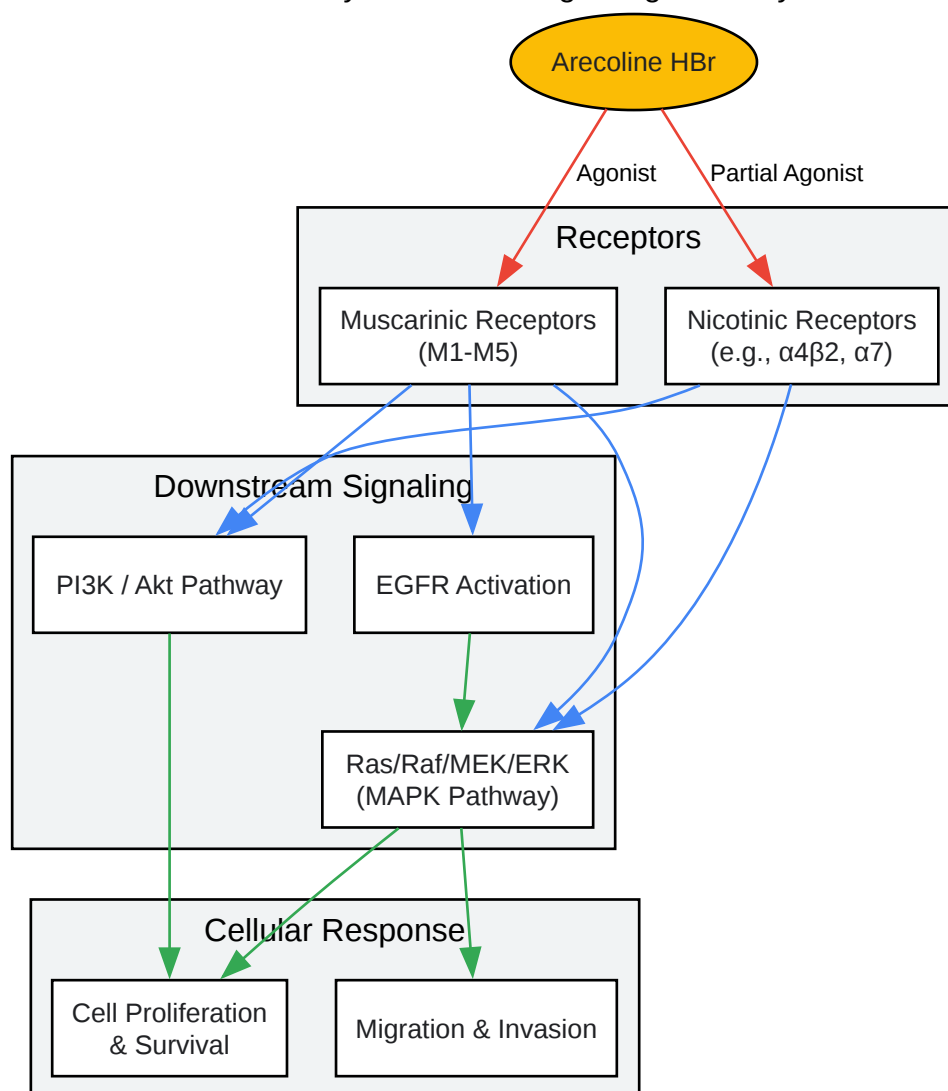 Arecoline HBr
Agonist
Partial Agonist
Receptors
Muscarinic Receptors
(M1-M5)
Nicotinic Receptors
(e.g., α4β2, α7)
Downstream Signaling
PI3K / Akt Pathway
EGFR Activation
Ras/Raf/MEK/ERK
(MAPK Pathway)
Cellular Response
Cell Proliferation
& Survival
Migration & Invasion